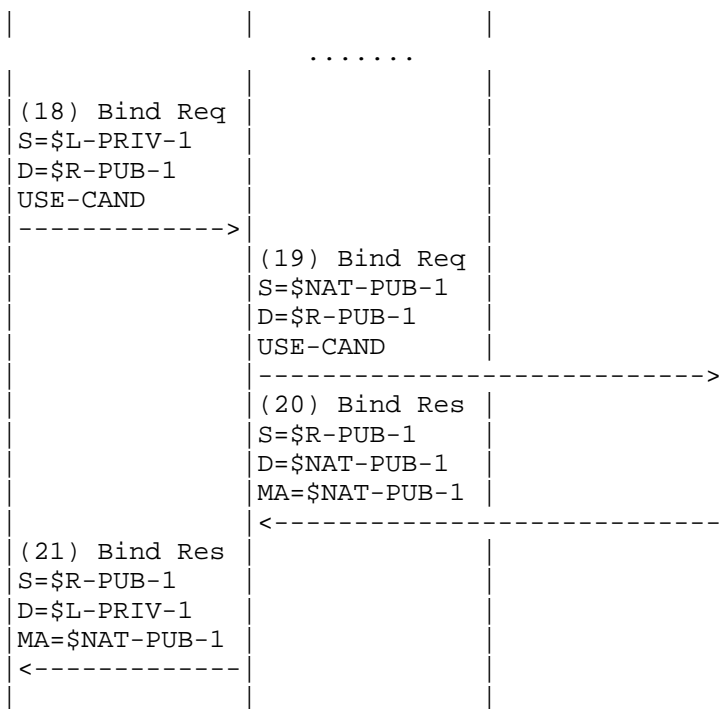 .......
(18) Bind Req
S=$L-PRIV-1
D=$R-PUB-1
USE-CAND
------------->
(19) Bind Req
S=$NAT-PUB-1
D=$R-PUB-1
USE-CAND
---------------------------->
(20) Bind Res
S=$R-PUB-1
D=$NAT-PUB-1
MA=$NAT-PUB-1
<----------------------------
(21) Bind Res
S=$R-PUB-1
D=$L-PRIV-1
MA=$NAT-PUB-1
<-------------